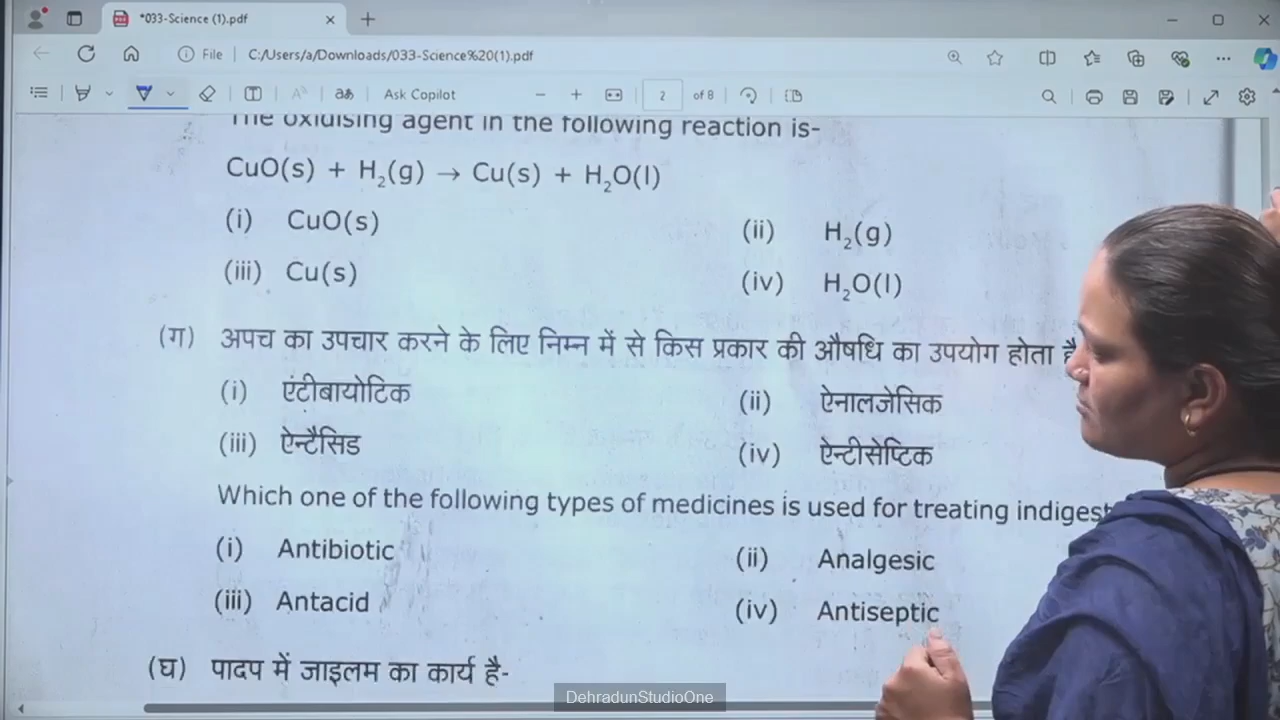 *033-Science (1).pdf
File C:/Users/a/Downloads/033-Science%20(1).pdf
Ask Copilot 2 of 8
The oxidising agent in the following reaction is-
CuO(s) + H₂(g) → Cu(s) + H₂O(l)
(i) CuO(s) (ii) H₂(g)
(iii) Cu(s) (iv) H₂O(l)
(ग) अपच का उपचार करने के लिए निम्न में से किस प्रकार की औषधि का उपयोग होता है
(i) एंटीबायोटिक (ii) ऐनालजेसिक
(iii) ऐन्टैसिड (iv) ऐन्टीसेप्टिक
Which one of the following types of medicines is used for treating indigest
(i) Antibiotic (ii) Analgesic
(iii) Antacid (iv) Antiseptic
(घ) पादप में जाइलम का कार्य है-
DehradunStudioOne